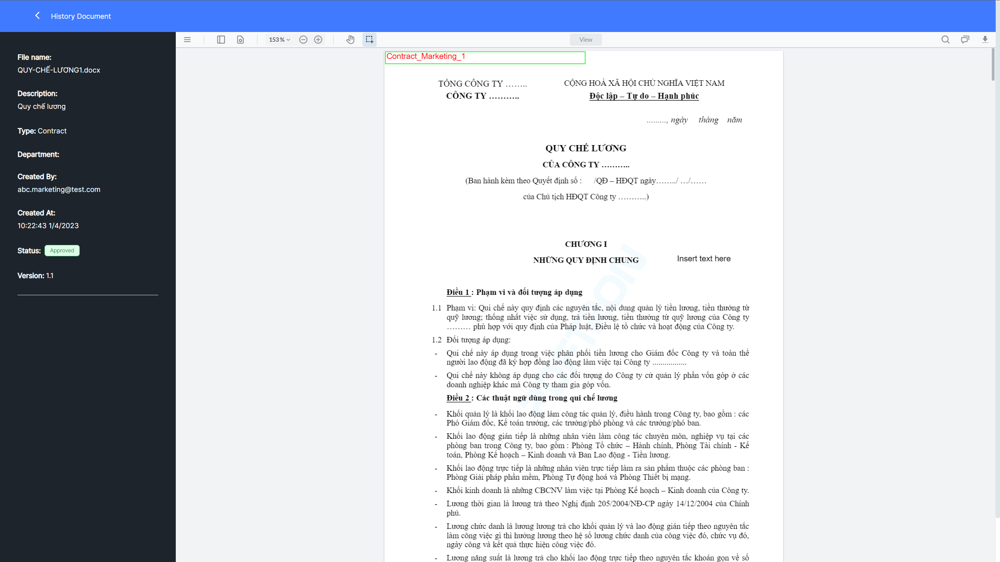 History Document
File name:
QUY-CHẾ-LƯƠNG1.docx
Description:
Quy chế lương
Type: Contract
Department:
Created By:
abc.marketing@test.com
Created At:
10:22:43 1/4/2023
Status: Approved
Version: 1.1
153%
View
Contract_Marketing_1
TỔNG CÔNG TY ……..
CỘNG HOÀ XÃ HỘI CHỦ NGHĨA VIỆT NAM
CÔNG TY ………..
Độc lập – Tự do – Hạnh phúc
........., ngày tháng năm
QUY CHẾ LƯƠNG
CỦA CÔNG TY ………..
(Ban hành kèm theo Quyết định số : /QĐ – HĐQT ngày……../ …/……
của Chủ tịch HĐQT Công ty ………..)
CHƯƠNG I
NHỮNG QUY ĐỊNH CHUNG
Insert text here
Điều 1 : Phạm vi và đối tượng áp dụng
1.1 Phạm vi: Qui chế này quy định các nguyên tắc, nội dung quản lý tiền lương, tiền thưởng từ
quỹ lương; thống nhất việc sử dụng, trả tiền lương, tiền thưởng từ quỹ lương của Công ty
……… phù hợp với quy định của Pháp luật, Điều lệ tổ chức và hoạt động của Công ty.
1.2 Đối tượng áp dụng:
- Qui chế này áp dụng trong việc phân phối tiền lương cho Giám đốc Công ty và toàn thể
người lao động đã ký hợp đồng lao động làm việc tại Công ty .................
- Qui chế này không áp dụng cho các đối tượng do Công ty cử quản lý phần vốn góp ở các
doanh nghiệp khác mà Công ty tham gia góp vốn.
Điều 2 : Các thuật ngữ dùng trong qui chế lương
- Khối quản lý là khối lao động làm công tác quản lý, điều hành trong Công ty, bao gồm : các
Phó Giám đốc, Kế toán trưởng, các trưởng/phó phòng và các trưởng/phó ban.
- Khối lao động gián tiếp là những nhân viên làm công tác chuyên môn, nghiệp vụ tại các
phòng ban trong Công ty, bao gồm : Phòng Tổ chức – Hành chính, Phòng Tài chính - Kế
toán, Phòng Kế hoạch – Kinh doanh và Ban Lao động - Tiền lương.
- Khối lao động trực tiếp là những nhân viên trực tiếp làm ra sản phẩm thuộc các phòng ban :
Phòng Giải pháp phần mềm, Phòng Tự động hoá và Phòng Thiết bị mạng.
- Khối kinh doanh là những CBCNV làm việc tại Phòng Kế hoạch – Kinh doanh của Công ty.
- Lương thời gian là lương trả theo Nghị định 205/2004/NĐ-CP ngày 14/12/2004 của Chính
phủ.
- Lương chức danh là lương lương trả cho khối quản lý và lao động gián tiếp theo nguyên tắc
làm công việc gì thì hưởng lương theo hệ số lương chức danh của công việc đó, chức vụ đó,
ngày công và kết quả thực hiện công việc đó.
- Lương năng suất là lương trả cho khối lao động trực tiếp theo nguyên tắc khoán gọn về số
PDFTRON